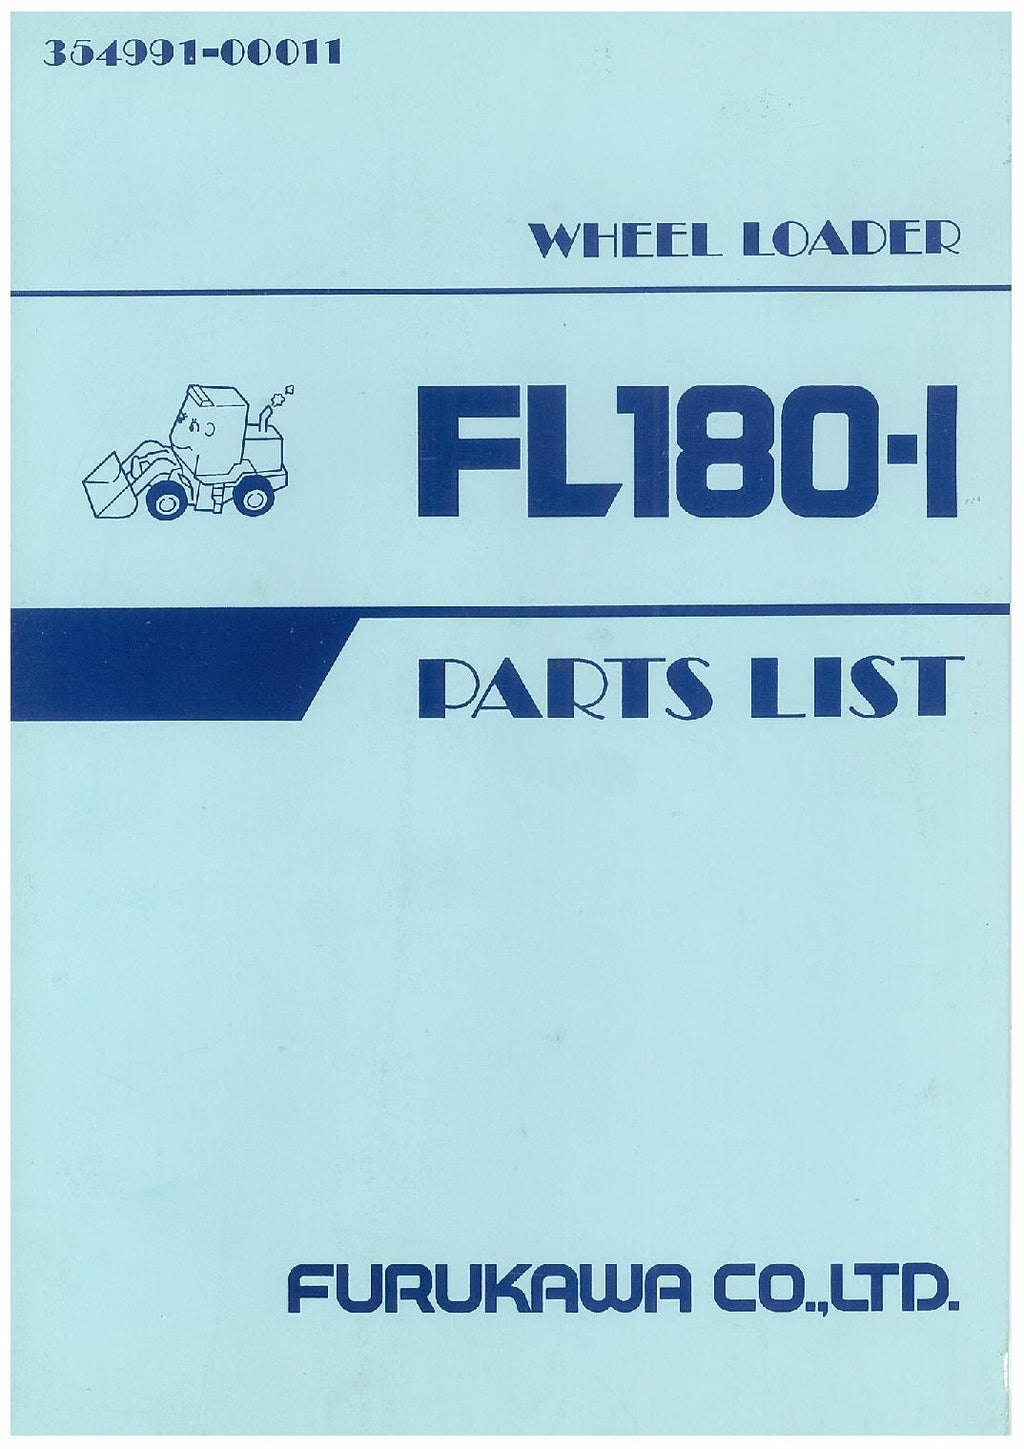 354991-00011
WHEEL LOADER
FL180-I
PARTS LIST
FURUKAWA CO.,LTD.